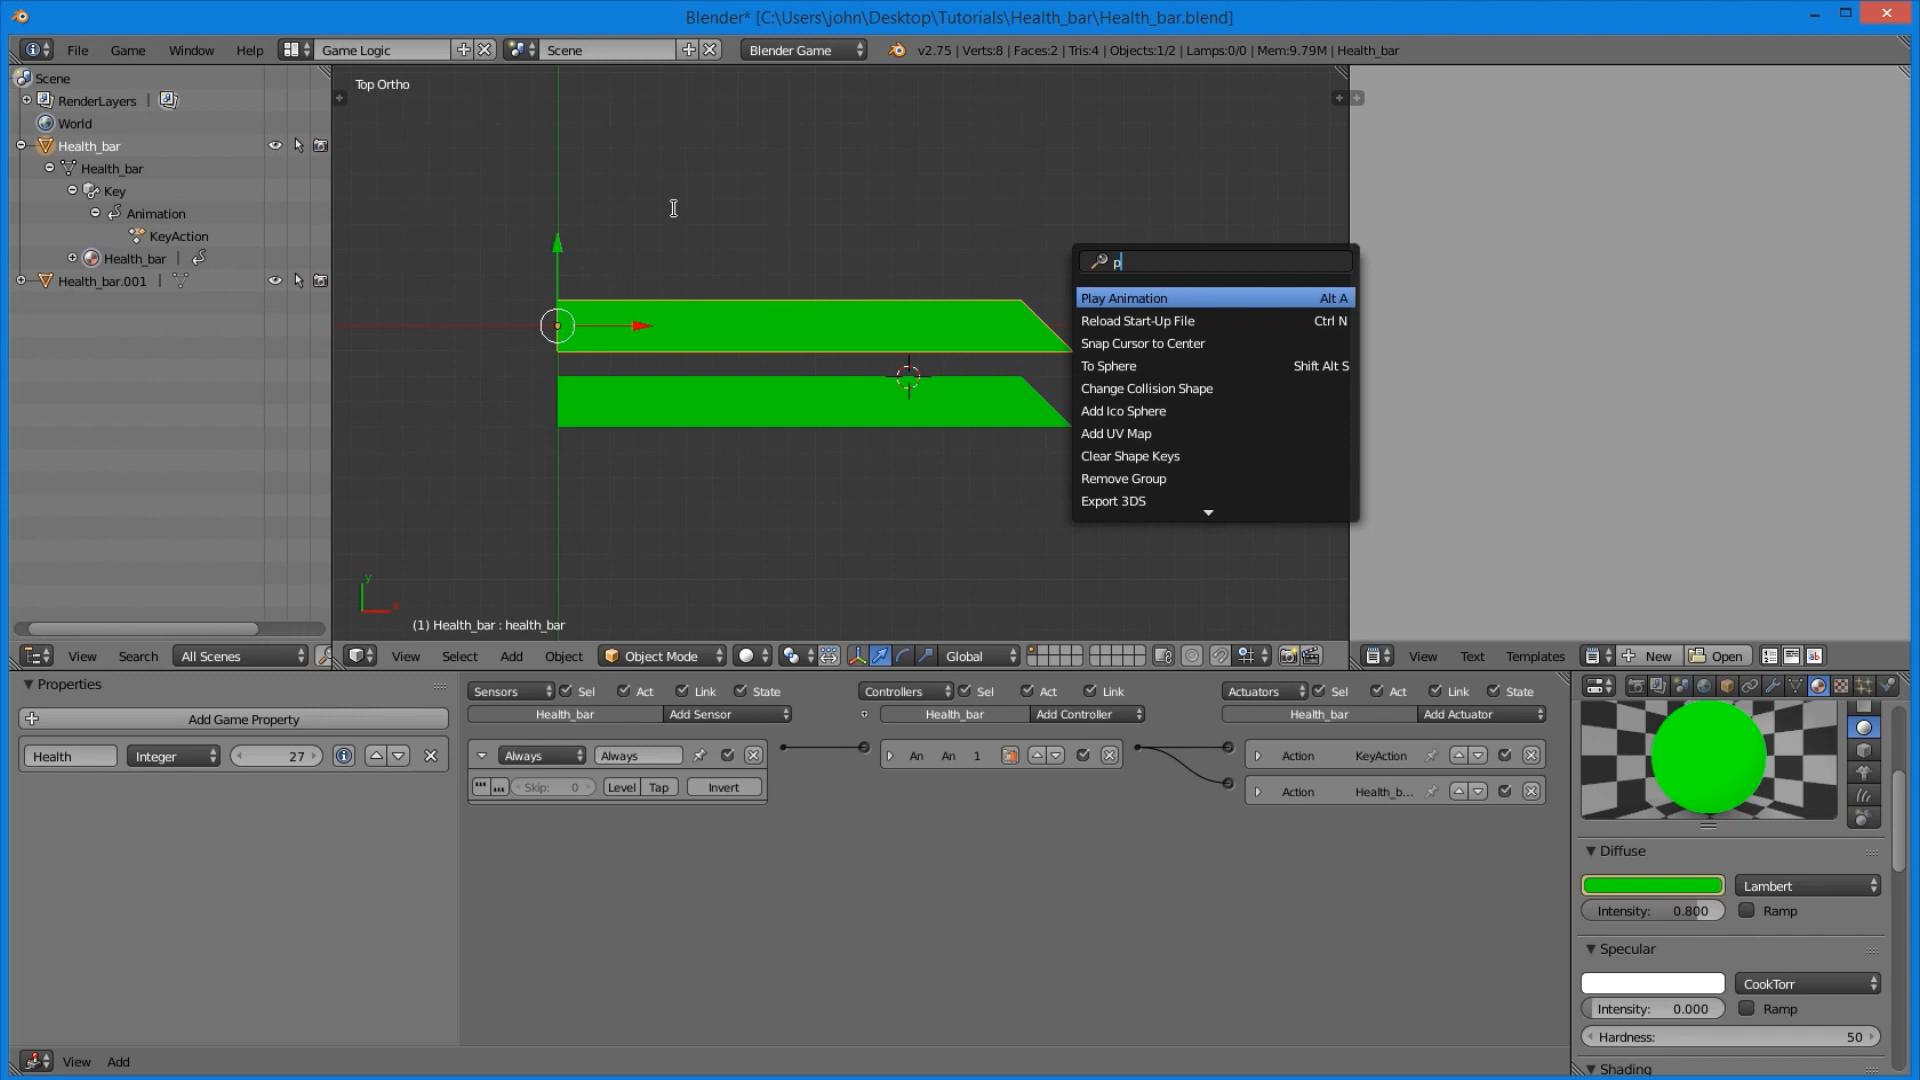 Blender* [C:\Users\john\Desktop\Tutorials\Health_bar\Health_bar.blend]
File Game Window Help Game Logic Scene Blender Game v2.75 | Verts:8 | Faces:2 | Tris:4 | Objects:1/2 | Lamps:0/0 | Mem:9.79M | Health_bar
Scene
RenderLayers
World
Health_bar
Health_bar
Key
Animation
KeyAction
Health_bar
Health_bar.001
View Search All Scenes
Top Ortho
p
Play Animation Alt A
Reload Start-Up File Ctrl N
Snap Cursor to Center
To Sphere Shift Alt S
Change Collision Shape
Add Ico Sphere
Add UV Map
Clear Shape Keys
Remove Group
Export 3DS
y
x
(1) Health_bar : health_bar
View Select Add Object Object Mode Global
View Text Templates New Open
Properties
Add Game Property
Health Integer 27
Sensors Sel Act Link State
Health_bar Add Sensor
Always Always
Skip: 0 Level Tap Invert
Controllers Sel Act Link
Health_bar Add Controller
An An 1
Actuators Sel Act Link State
Health_bar Add Actuator
Action KeyAction
Action Health_b...
Diffuse
Lambert
Intensity: 0.800 Ramp
Specular
CookTorr
Intensity: 0.000 Ramp
Hardness: 50
Shading
View Add